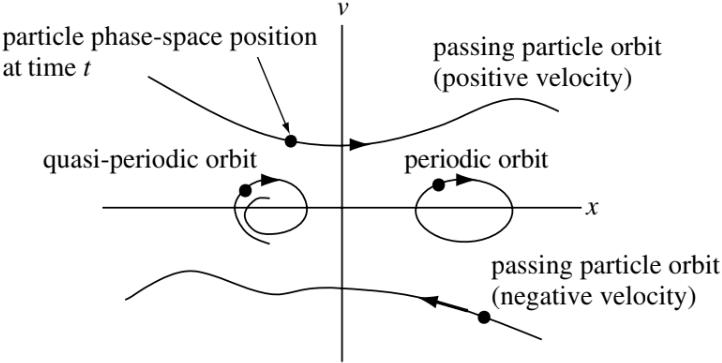 v
particle phase-space position
at time t
passing particle orbit
(positive velocity)
quasi-periodic orbit
periodic orbit
x
passing particle orbit
(negative velocity)